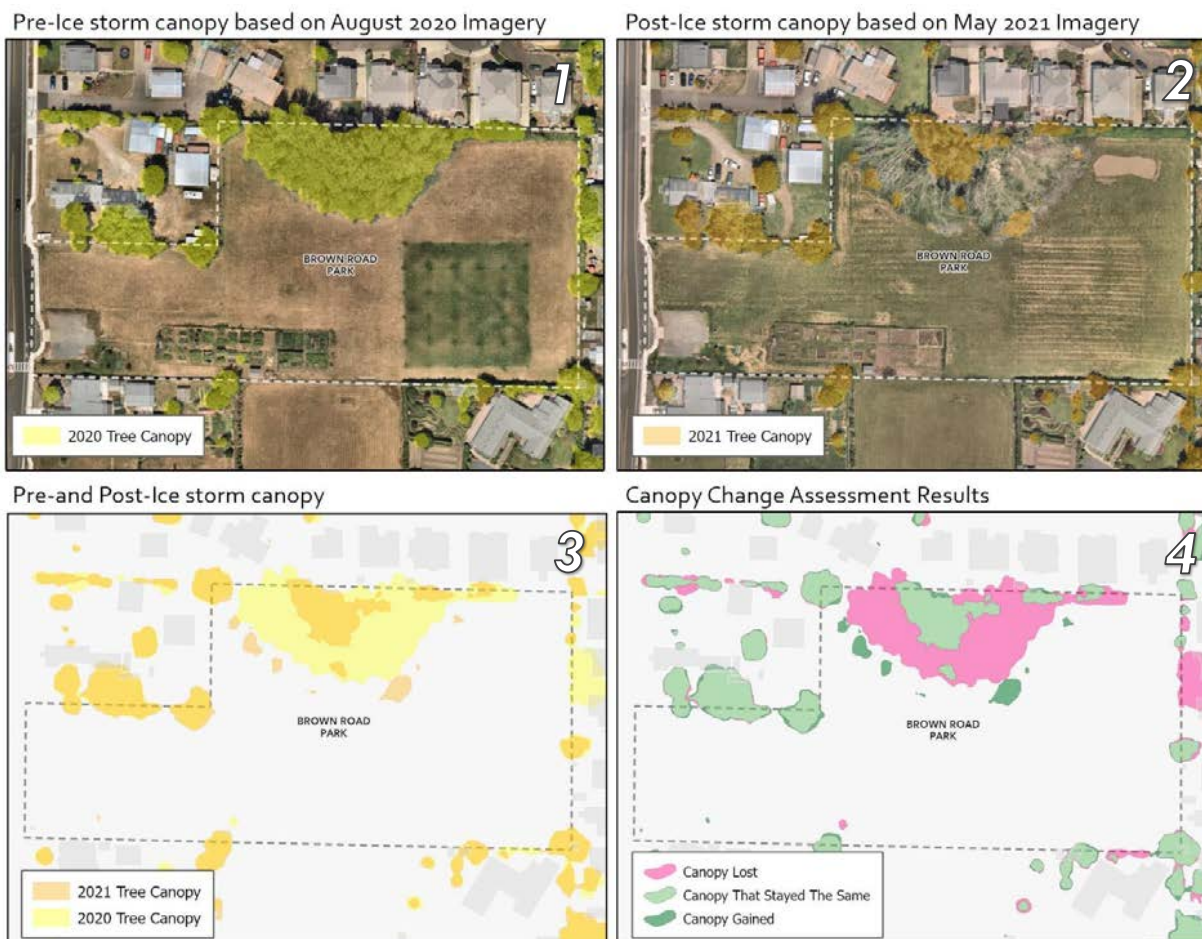 Pre-Ice storm canopy based on August 2020 Imagery
1
BROWN ROAD
PARK
2020 Tree Canopy
Post-Ice storm canopy based on May 2021 Imagery
2
BROWN ROAD
PARK
2021 Tree Canopy
Pre-and Post-Ice storm canopy
3
BROWN ROAD
PARK
2021 Tree Canopy
2020 Tree Canopy
Canopy Change Assessment Results
4
BROWN ROAD
PARK
Canopy Lost
Canopy That Stayed The Same
Canopy Gained